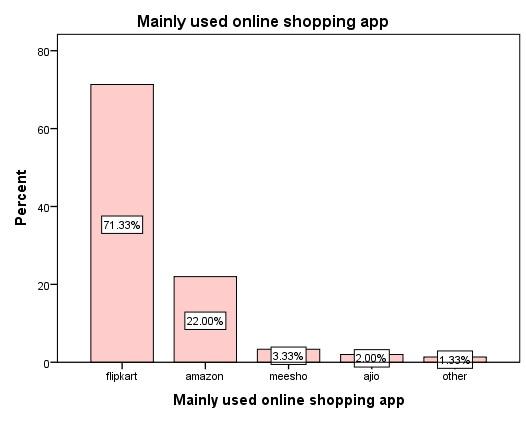 Mainly used online shopping app
80
60
40
20
0
Percent
71.33%
22.00%
3.33%
2.00%
1.33%
flipkart
amazon
meesho
ajio
other
Mainly used online shopping app